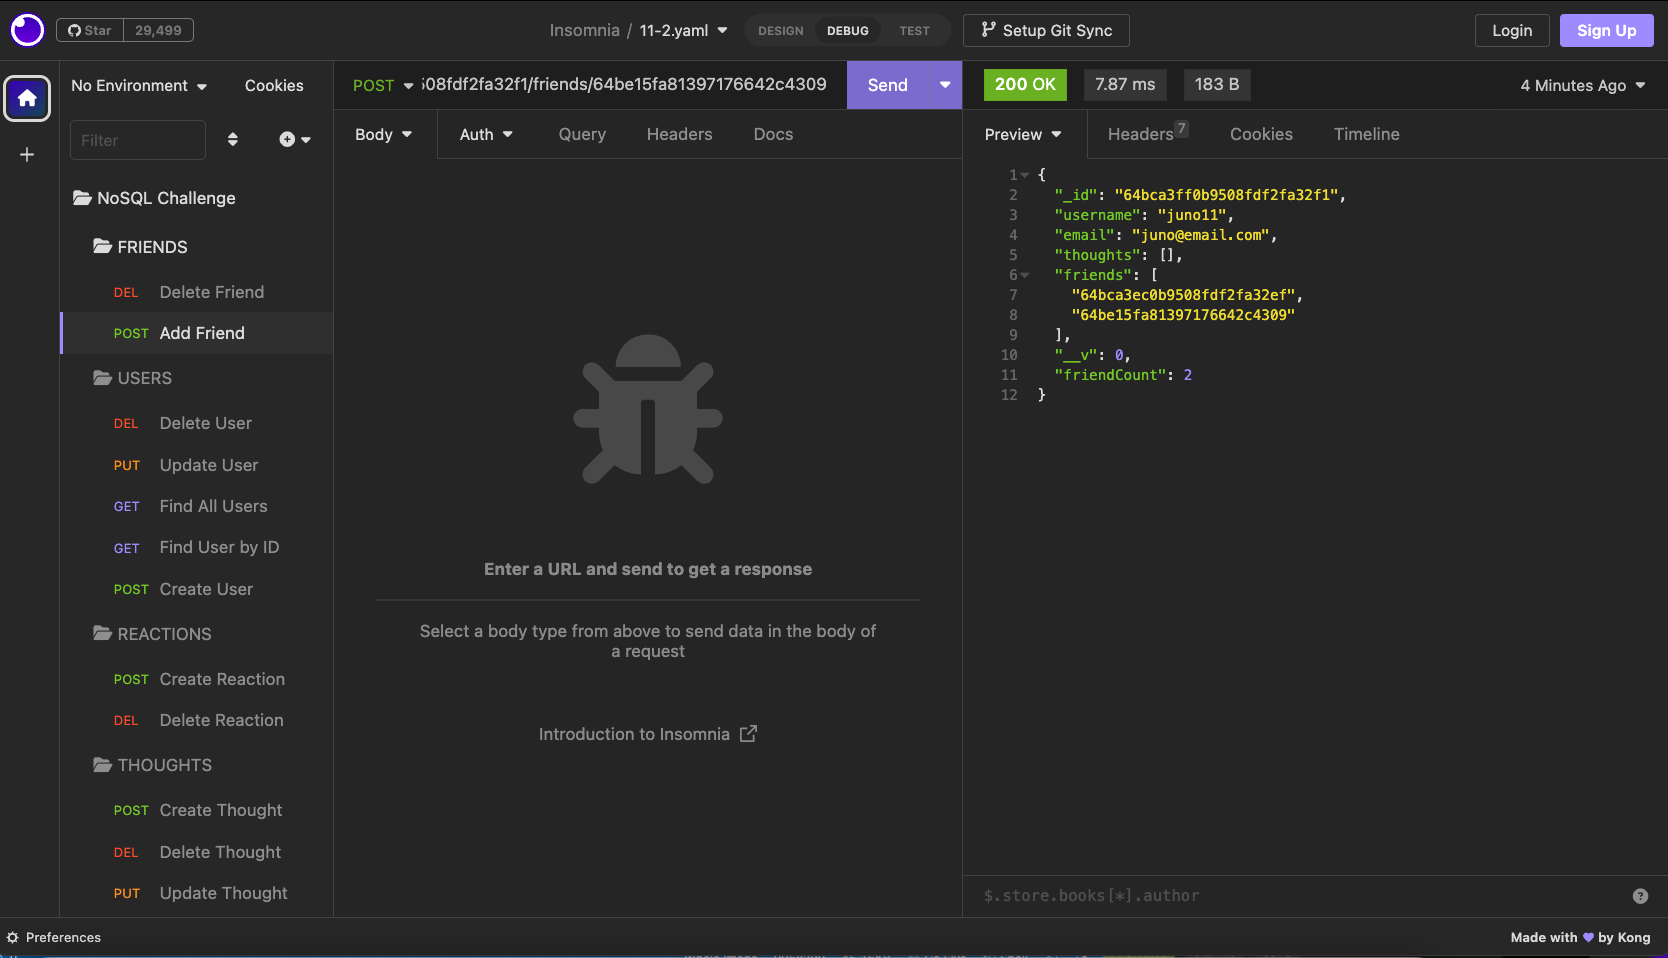 Star 29,499
Insomnia / 11-2.yaml
DESIGN DEBUG TEST
Setup Git Sync
Login
Sign Up
No Environment
Cookies
Filter
NoSQL Challenge
FRIENDS
DEL Delete Friend
POST Add Friend
USERS
DEL Delete User
PUT Update User
GET Find All Users
GET Find User by ID
POST Create User
REACTIONS
POST Create Reaction
DEL Delete Reaction
THOUGHTS
POST Create Thought
DEL Delete Thought
PUT Update Thought
POST 508fdf2fa32f1/friends/64be15fa81397176642c4309 Send
Body Auth Query Headers Docs
Enter a URL and send to get a response
Select a body type from above to send data in the body of
a request
Introduction to Insomnia
200 OK 7.87 ms 183 B 4 Minutes Ago
Preview Headers 7 Cookies Timeline
1 {
2 "_id": "64bca3ff0b9508fdf2fa32f1",
3 "username": "juno11",
4 "email": "juno@email.com",
5 "thoughts": [],
6 "friends": [
7 "64bca3ec0b9508fdf2fa32ef",
8 "64be15fa81397176642c4309"
9 ],
10 "__v": 0,
11 "friendCount": 2
12 }
$.store.books[*].author
Preferences
Made with 💜 by Kong